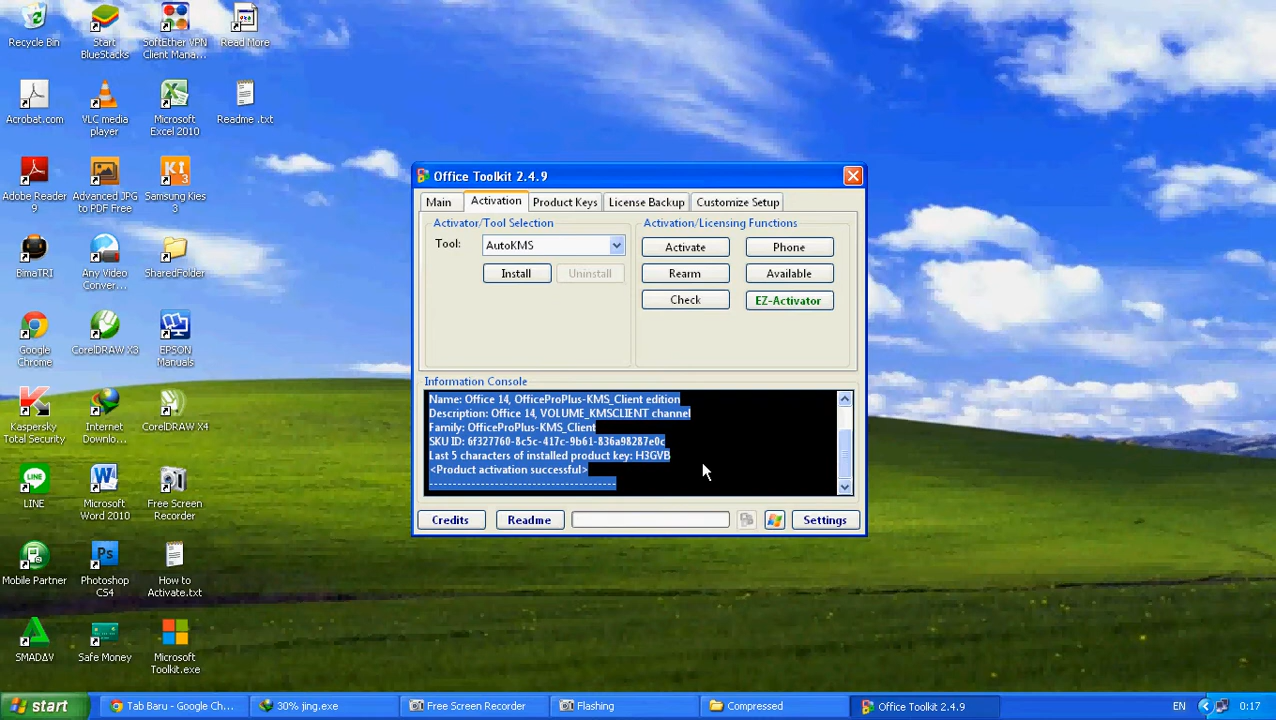 Recycle Bin
Start
BlueStacks
SoftEther VPN
Client Mana...
Read More
Acrobat.com
VLC media
player
Microsoft
Excel 2010
Readme .txt
Adobe Reader
9
Advanced JPG
to PDF Free
Samsung Kies
3
BimaTRI
Any Video
Conver...
SharedFolder
Google
Chrome
CorelDRAW X3
EPSON
Manuals
Kaspersky
Total Security
Internet
Downlo...
CorelDRAW X4
LINE
Microsoft
Word 2010
Free Screen
Recorder
Mobile Partner
Photoshop
CS4
How to
Activate.txt
SMADΔV
Safe Money
Microsoft
Toolkit.exe
Office Toolkit 2.4.9
Main
Activation
Product Keys
License Backup
Customize Setup
Activator/Tool Selection
Tool:
AutoKMS
Install
Uninstall
Activation/Licensing Functions
Activate
Phone
Rearm
Available
Check
EZ-Activator
Information Console
Name: Office 14, OfficeProPlus-KMS_Client edition
Description: Office 14, VOLUME_KMSCLIENT channel
Family: OfficeProPlus-KMS_Client
SKU ID: 6f327760-8c5c-417c-9b61-836a98287e0c
Last 5 characters of installed product key: H3GVB
<Product activation successful>
----------------------------------------
Credits
Readme
Settings
start
Tab Baru - Google Ch...
30% jing.exe
Free Screen Recorder
Flashing
Compressed
Office Toolkit 2.4.9
EN
0:17